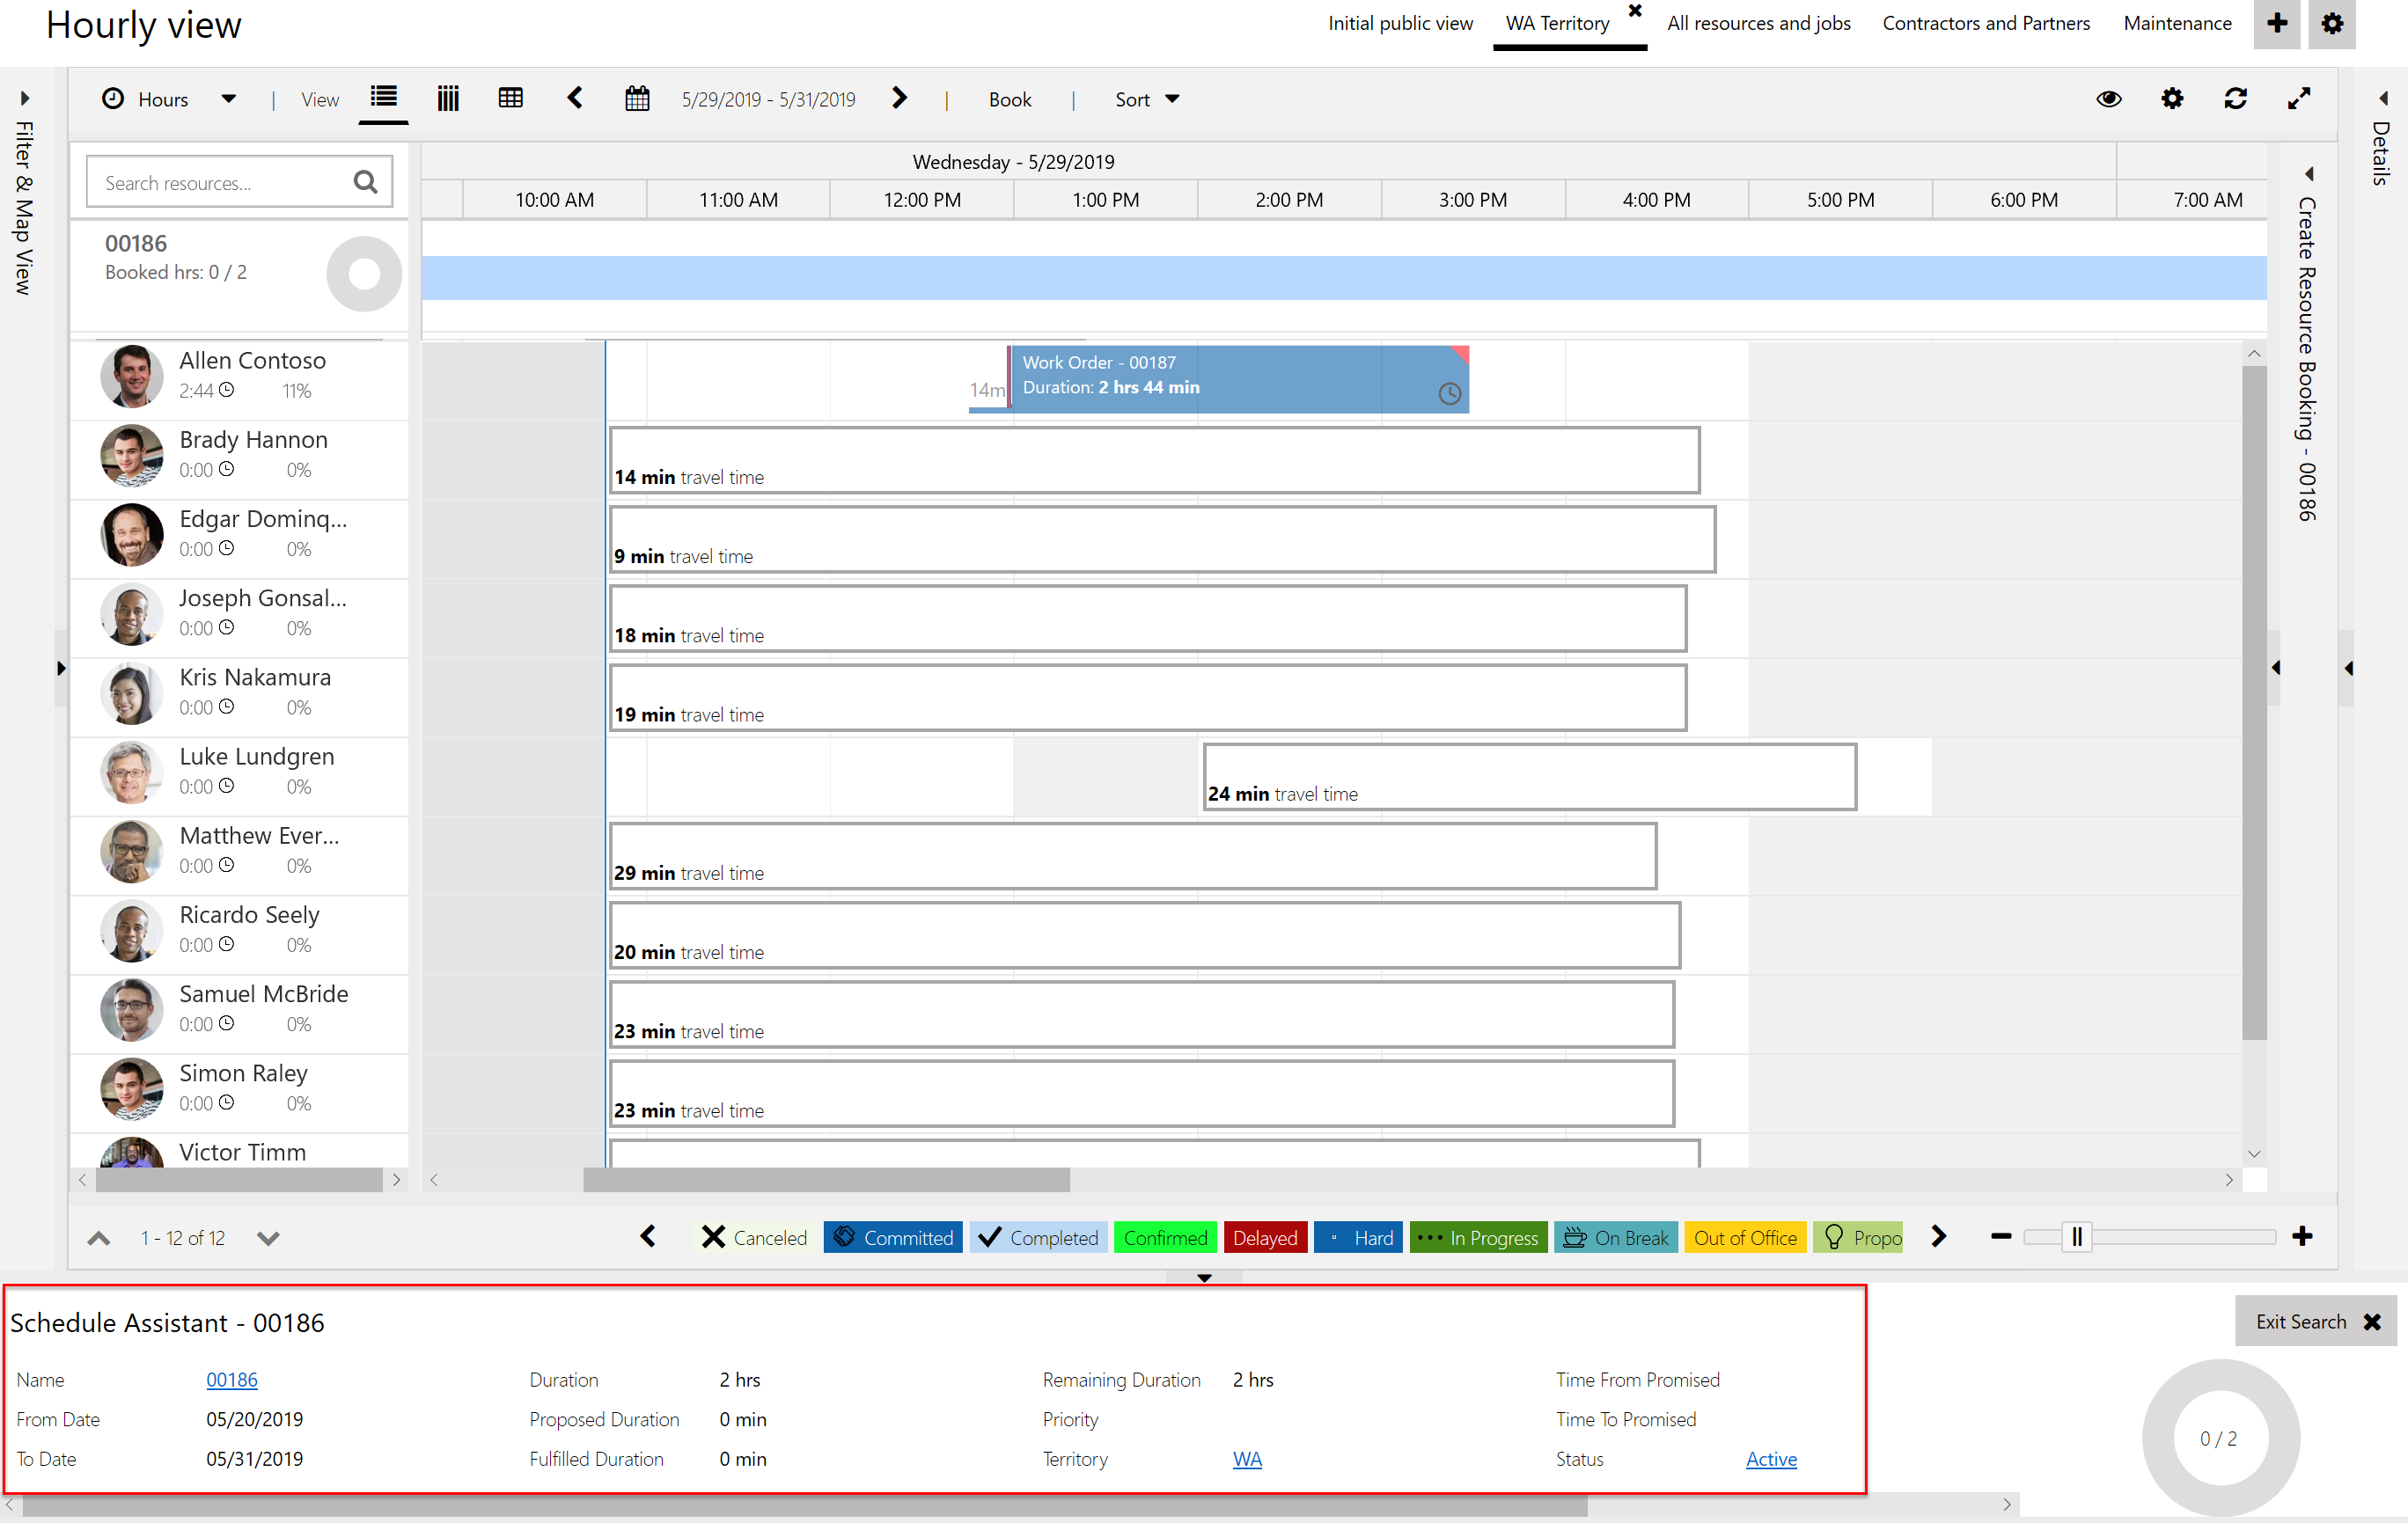 Hourly view
Initial public view WA Territory All resources and jobs Contractors and Partners Maintenance
Filter & Map View
Hours | View 5/29/2019 - 5/31/2019 | Book | Sort
Details
Search resources...
Wednesday - 5/29/2019
10:00 AM 11:00 AM 12:00 PM 1:00 PM 2:00 PM 3:00 PM 4:00 PM 5:00 PM 6:00 PM 7:00 AM
Create Resource Booking - 00186
00186
Booked hrs: 0 / 2
Allen Contoso
2:44 11%
14m
Work Order - 00187
Duration: 2 hrs 44 min
Brady Hannon
0:00 0%
14 min travel time
Edgar Dominq...
0:00 0%
9 min travel time
Joseph Gonsal...
0:00 0%
18 min travel time
Kris Nakamura
0:00 0%
19 min travel time
Luke Lundgren
0:00 0%
24 min travel time
Matthew Ever...
0:00 0%
29 min travel time
Ricardo Seely
0:00 0%
20 min travel time
Samuel McBride
0:00 0%
23 min travel time
Simon Raley
0:00 0%
23 min travel time
Victor Timm
1 - 12 of 12
Canceled Committed Completed Confirmed Delayed Hard In Progress On Break Out of Office Propo
Schedule Assistant - 00186
Exit Search
Name 00186 Duration 2 hrs Remaining Duration 2 hrs Time From Promised
From Date 05/20/2019 Proposed Duration 0 min Priority Time To Promised
To Date 05/31/2019 Fulfilled Duration 0 min Territory WA Status Active
0 / 2